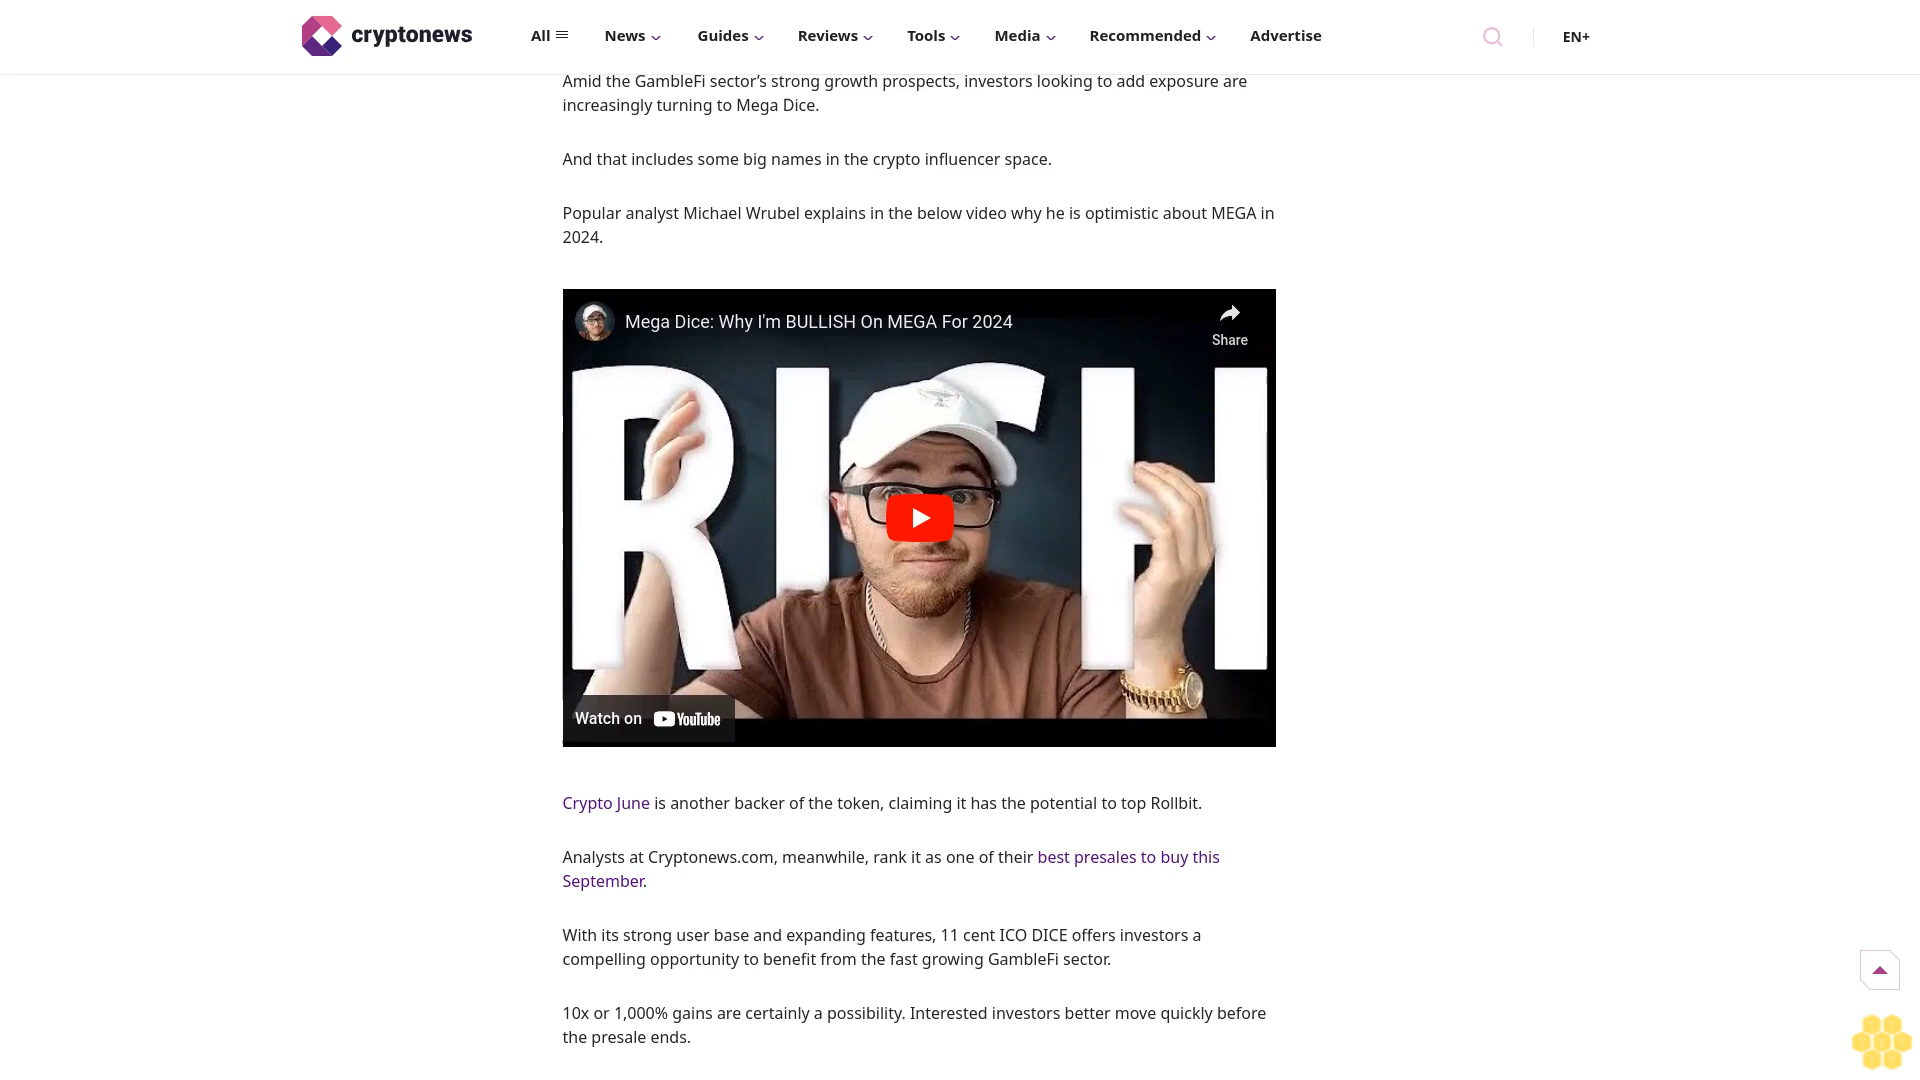 cryptonews
All News Guides Reviews Tools Media Recommended Advertise EN+
Amid the GambleFi sector’s strong growth prospects, investors looking to add exposure are
increasingly turning to Mega Dice.
And that includes some big names in the crypto influencer space.
Popular analyst Michael Wrubel explains in the below video why he is optimistic about MEGA in
2024.
Mega Dice: Why I'm BULLISH On MEGA For 2024
Share
RICH
Watch on YouTube
Crypto June is another backer of the token, claiming it has the potential to top Rollbit.
Analysts at Cryptonews.com, meanwhile, rank it as one of their best presales to buy this
September.
With its strong user base and expanding features, 11 cent ICO DICE offers investors a
compelling opportunity to benefit from the fast growing GambleFi sector.
10x or 1,000% gains are certainly a possibility. Interested investors better move quickly before
the presale ends.